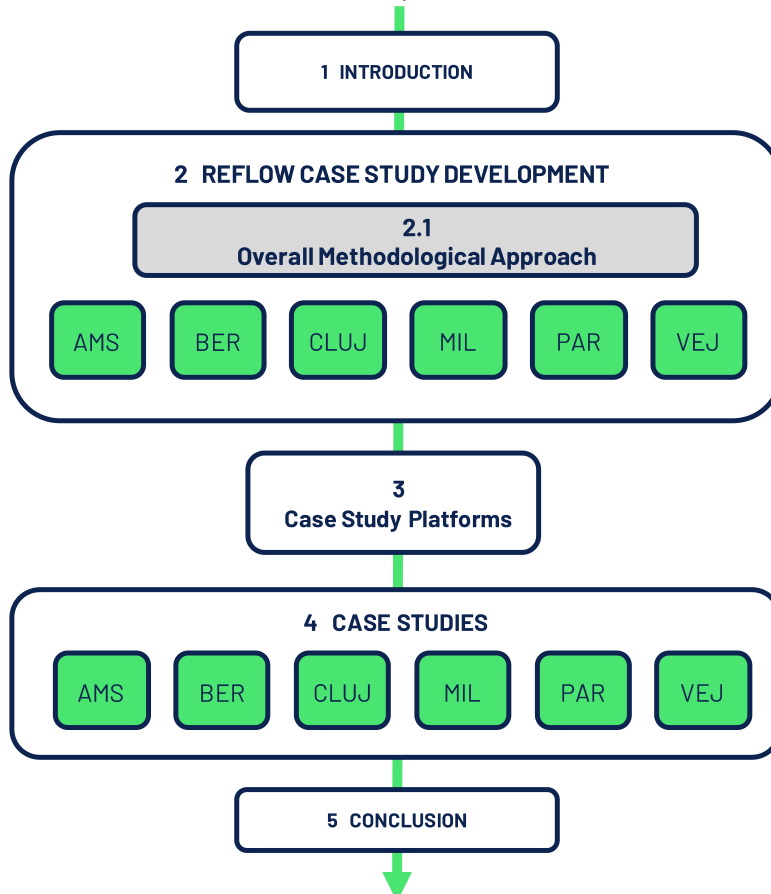 1 INTRODUCTION
2 REFLOW CASE STUDY DEVELOPMENT
2.1
Overall Methodological Approach
AMS BER CLUJ MIL PAR VEJ
3
Case Study Platforms
4 CASE STUDIES
AMS BER CLUJ MIL PAR VEJ
5 CONCLUSION